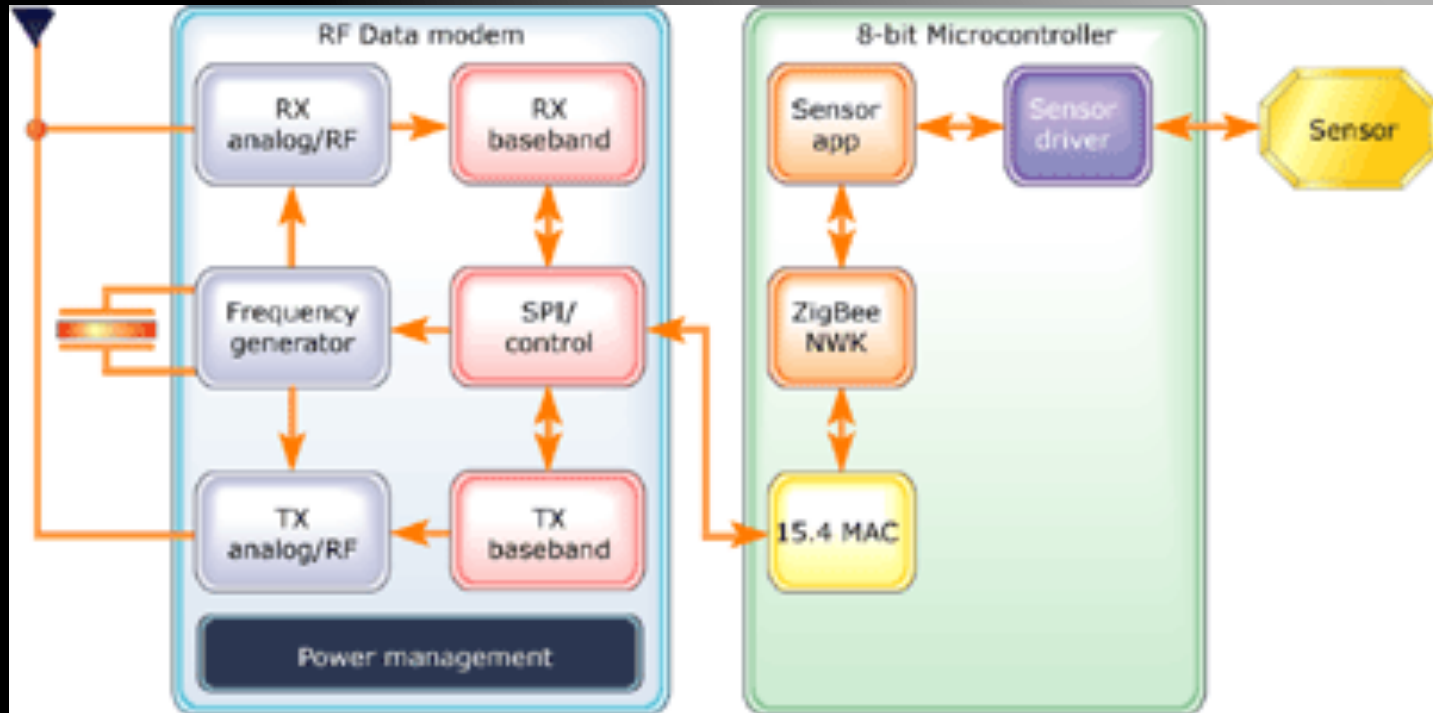 RF Data modem
RX
analog/RF
RX
baseband
Frequency
generator
SPI/
control
TX
analog/RF
TX
baseband
Power management
8-bit Microcontroller
Sensor
app
Sensor
driver
ZigBee
NWK
15.4 MAC
Sensor